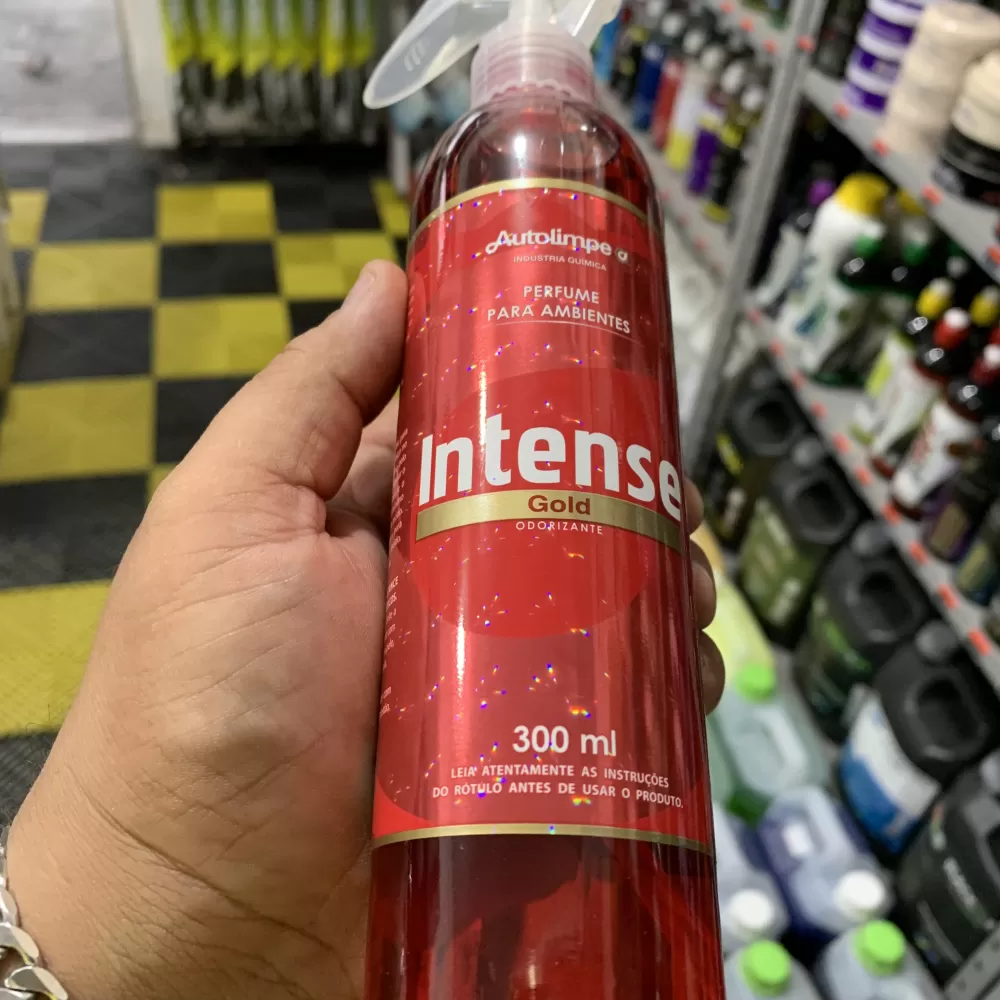 Autolimpe
INDUSTRIA QUÍMICA
PERFUME
PARA AMBIENTES
Intense
Gold
ODORIZANTE
300 ml
LEIA ATENTAMENTE AS INSTRUÇÕES
DO RÓTULO ANTES DE USAR O PRODUTO.